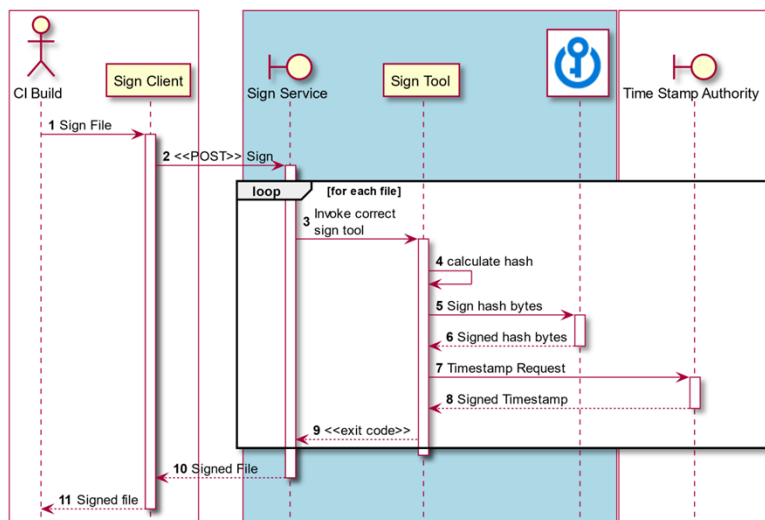 CI Build
Sign Client
Sign Service
Sign Tool
Time Stamp Authority
1 Sign File
2 <<POST>> Sign
loop [for each file]
3 Invoke correct
sign tool
4 calculate hash
5 Sign hash bytes
6 Signed hash bytes
7 Timestamp Request
8 Signed Timestamp
9 <<exit code>>
10 Signed File
11 Signed file